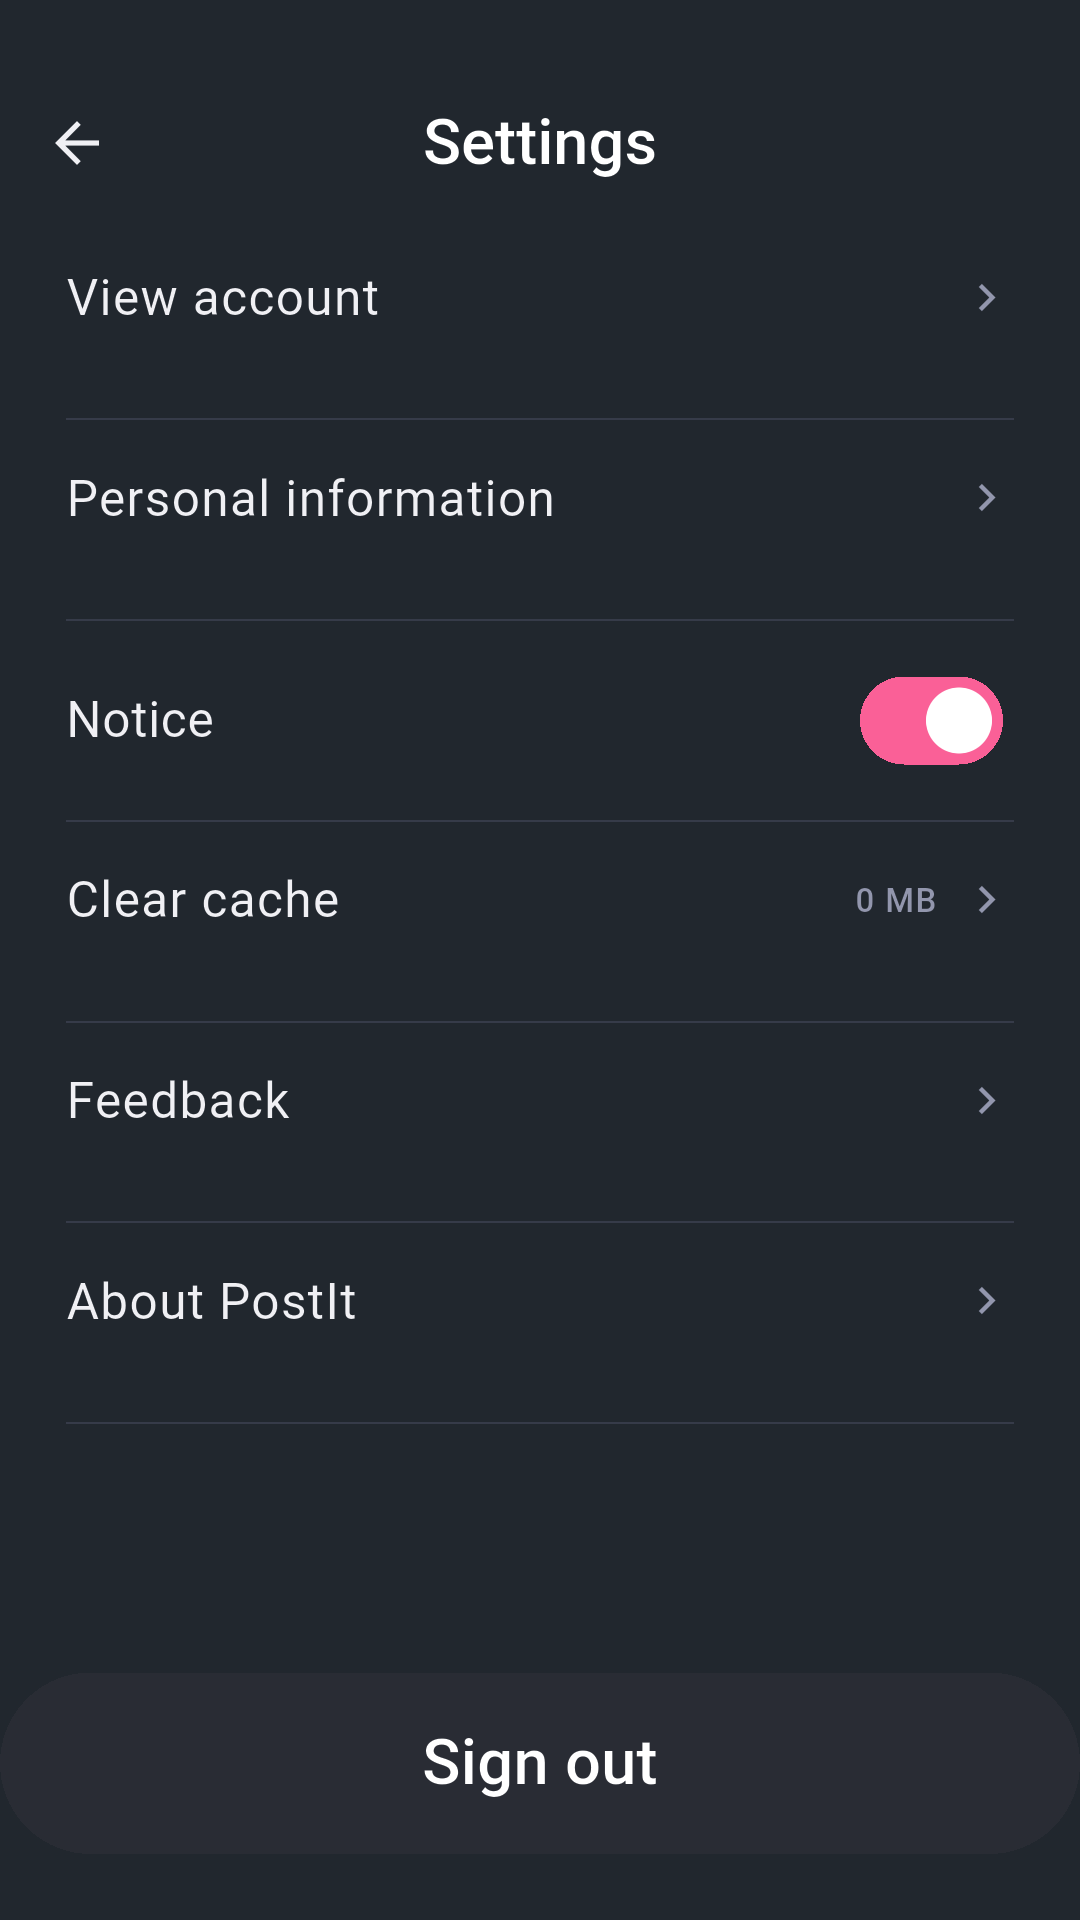 Settings
View account
Personal information
Notice
Clear cache 0 MB
Feedback
About PostIt
Sign out